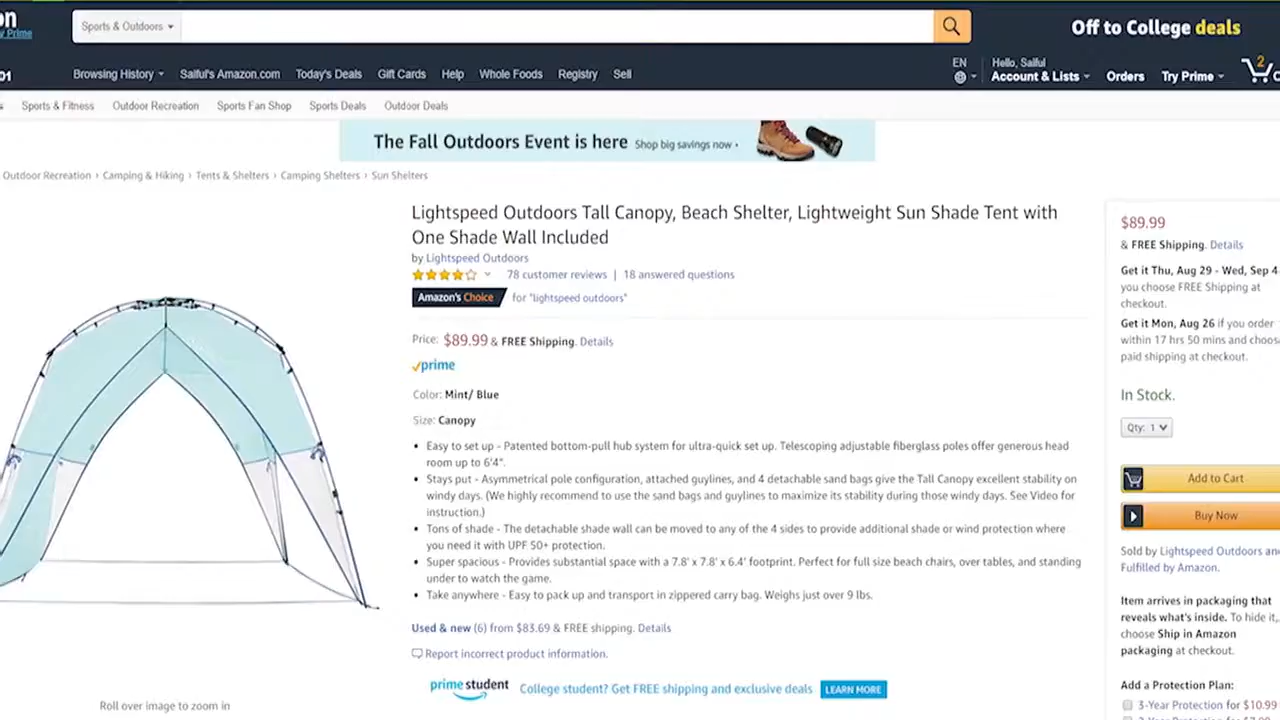 on
Sports & Outdoors
Off to College deals
y Prime
01
Browsing History
Saiful's Amazon.com
Today's Deals
Gift Cards
Help
Whole Foods
Registry
Sell
EN
Hello, Saiful
Account & Lists
Orders
Try Prime
2
C
s
Sports & Fitness
Outdoor Recreation
Sports Fan Shop
Sports Deals
Outdoor Deals
The Fall Outdoors Event is here Shop big savings now ›
Outdoor Recreation › Camping & Hiking › Tents & Shelters › Camping Shelters › Sun Shelters
Lightspeed Outdoors Tall Canopy, Beach Shelter, Lightweight Sun Shade Tent with
One Shade Wall Included
by Lightspeed Outdoors
78 customer reviews | 18 answered questions
Amazon's Choice for "lightspeed outdoors"
Price: $89.99 & FREE Shipping. Details
prime
Color: Mint/ Blue
Size: Canopy
• Easy to set up - Patented bottom-pull hub system for ultra-quick set up. Telescoping adjustable fiberglass poles offer generous head
room up to 6'4".
• Stays put - Asymmetrical pole configuration, attached guylines, and 4 detachable sand bags give the Tall Canopy excellent stability on
windy days. (We highly recommend to use the sand bags and guylines to maximize its stability during those windy days. See Video for
instruction.)
• Tons of shade - The detachable shade wall can be moved to any of the 4 sides to provide additional shade or wind protection where
you need it with UPF 50+ protection.
• Super spacious - Provides substantial space with a 7.8' x 7.8' x 6.4' footprint. Perfect for full size beach chairs, over tables, and standing
under to watch the game.
• Take anywhere - Easy to pack up and transport in zippered carry bag. Weighs just over 9 lbs.
Used & new (6) from $83.69 & FREE shipping. Details
Report incorrect product information.
prime student College student? Get FREE shipping and exclusive deals LEARN MORE
Roll over image to zoom in
$89.99
& FREE Shipping. Details
Get it Thu, Aug 29 - Wed, Sep 4
you choose FREE Shipping at
checkout.
Get it Mon, Aug 26 if you order
within 17 hrs 50 mins and choos
paid shipping at checkout.
In Stock.
Qty: 1
Add to Cart
Buy Now
Sold by Lightspeed Outdoors an
Fulfilled by Amazon.
Item arrives in packaging that
reveals what's inside. To hide it,
choose Ship in Amazon
packaging at checkout.
Add a Protection Plan:
3-Year Protection for $10.99